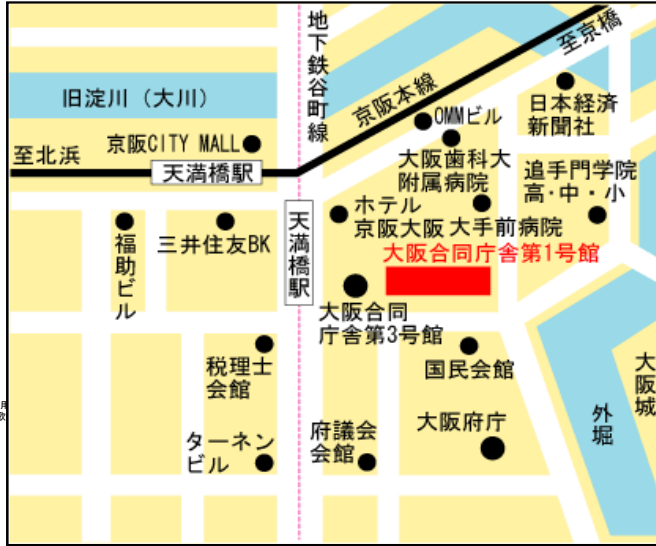 地下鉄谷町線
至京橋
京阪本線
旧淀川（大川）
OMMビル
日本経済
新聞社
京阪CITY MALL
至北浜
天満橋駅
大阪歯科大
附属病院
追手門学院
高・中・小
福助ビル
三井住友BK
天満橋駅
ホテル
京阪大阪
大手前病院
大阪合同庁舎第1号館
大阪合同
庁舎第3号館
税理士
会館
国民会館
大阪城
外堀
ターネン
ビル
府議会
会館
大阪府庁